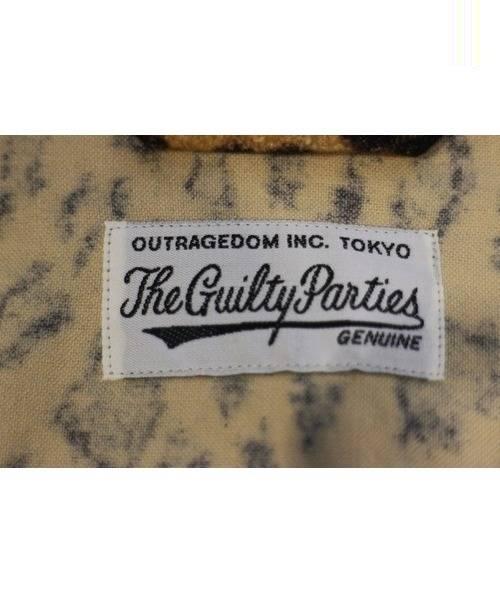 OUTRAGEDOM INC. TOKYO
The Guilty Parties
GENUINE